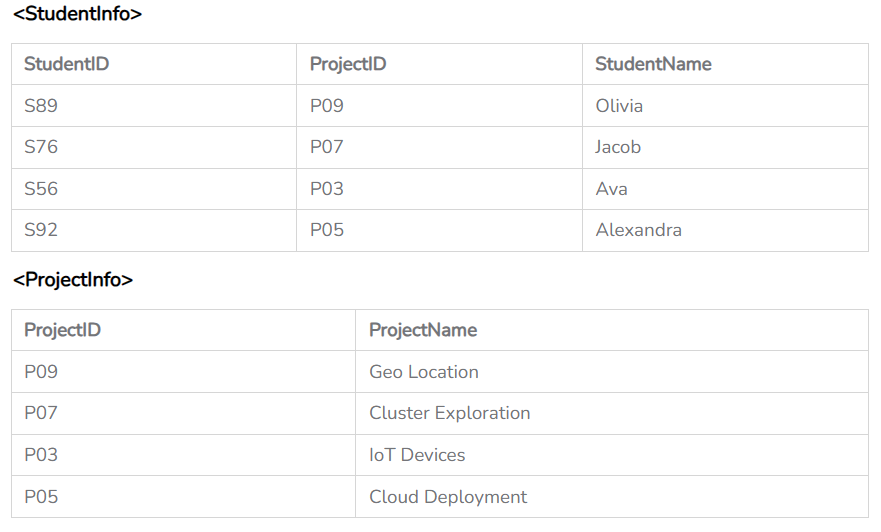 <StudentInfo>
StudentID ProjectID StudentName
S89 P09 Olivia
S76 P07 Jacob
S56 P03 Ava
S92 P05 Alexandra
<ProjectInfo>
ProjectID ProjectName
P09 Geo Location
P07 Cluster Exploration
P03 IoT Devices
P05 Cloud Deployment